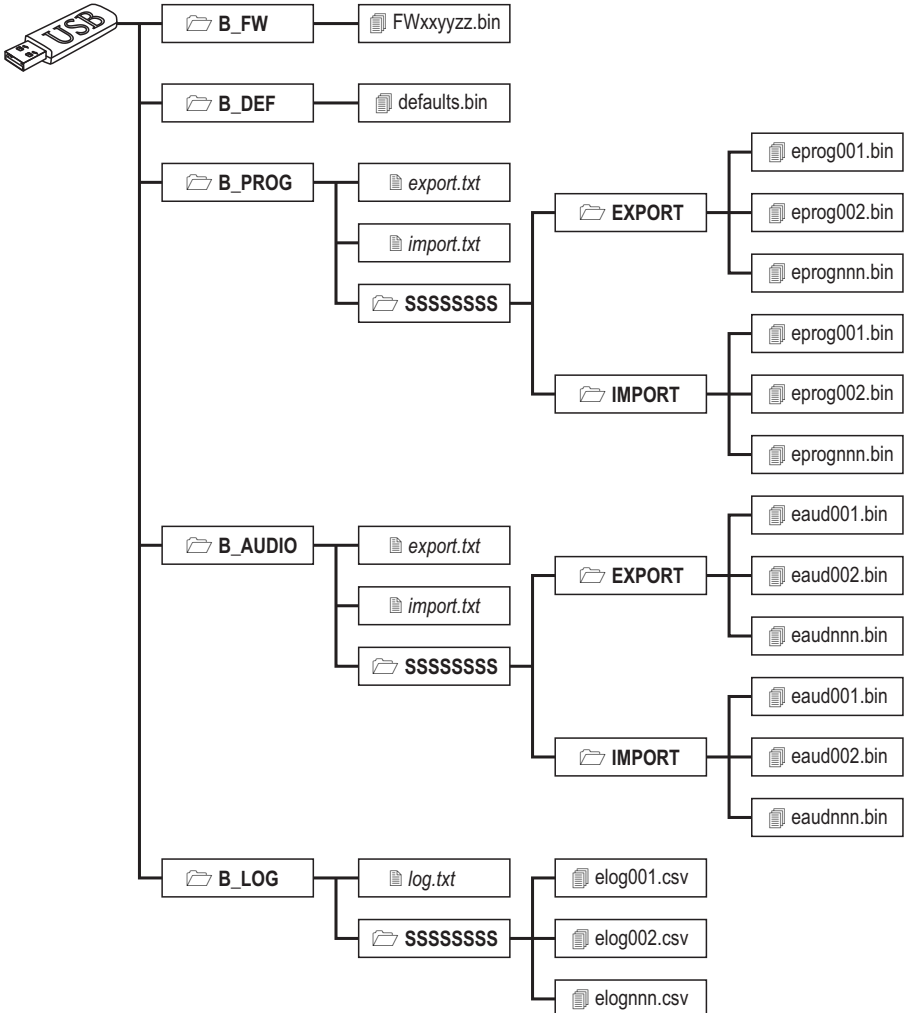 USB
B_FW
FWxxyyzz.bin
B_DEF
defaults.bin
B_PROG
export.txt
import.txt
SSSSSSSS
EXPORT
eprog001.bin
eprog002.bin
eprognnn.bin
IMPORT
eprog001.bin
eprog002.bin
eprognnn.bin
B_AUDIO
export.txt
import.txt
SSSSSSSS
EXPORT
eaud001.bin
eaud002.bin
eaudnnn.bin
IMPORT
eaud001.bin
eaud002.bin
eaudnnn.bin
B_LOG
log.txt
SSSSSSSS
elog001.csv
elog002.csv
elognnn.csv